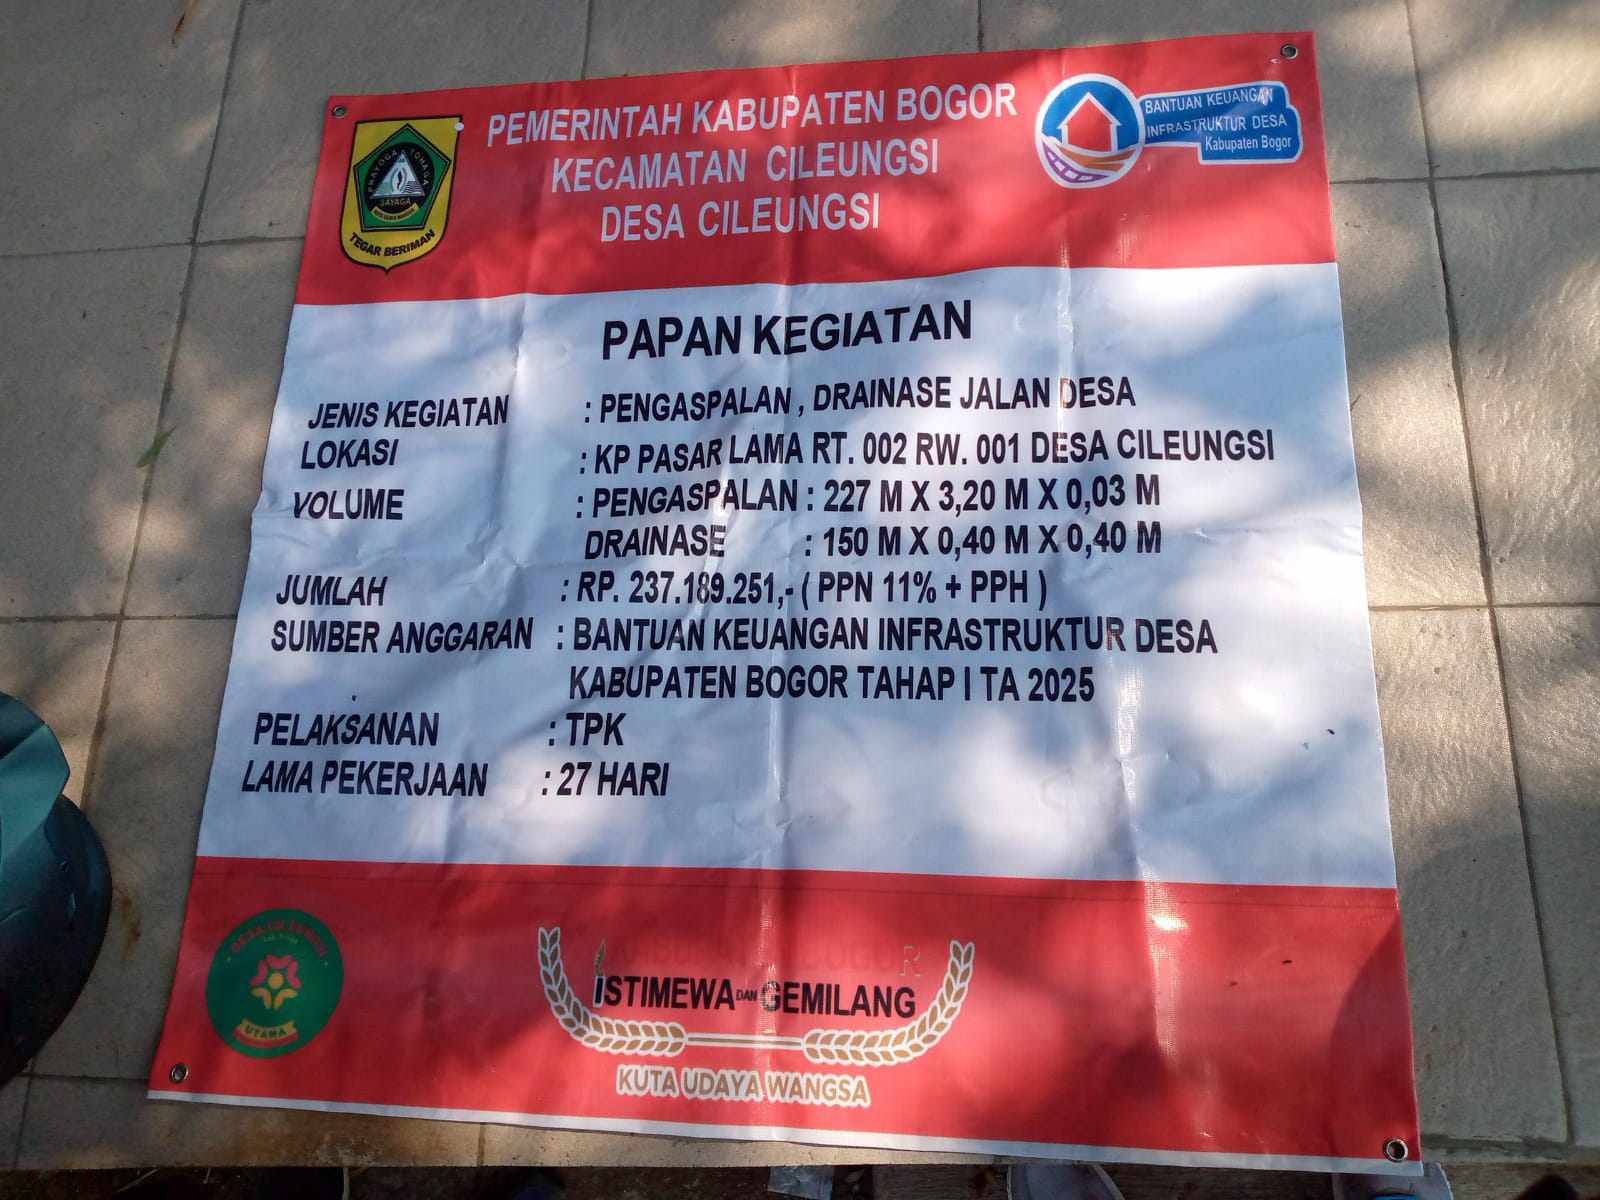 PEMERINTAH KABUPATEN BOGOR
KECAMATAN CILEUNGSI
DESA CILEUNGSI
BANTUAN KEUANGAN
INFRASTRUKTUR DESA
Kabupaten Bogor
PRAYOGA TOHAGA
SAYAGA
TEGAR BERIMAN
PAPAN KEGIATAN
JENIS KEGIATAN : PENGASPALAN , DRAINASE JALAN DESA
LOKASI : KP PASAR LAMA RT. 002 RW. 001 DESA CILEUNGSI
VOLUME : PENGASPALAN : 227 M X 3,20 M X 0,03 M
DRAINASE : 150 M X 0,40 M X 0,40 M
JUMLAH : RP. 237.189.251,- ( PPN 11% + PPH )
SUMBER ANGGARAN : BANTUAN KEUANGAN INFRASTRUKTUR DESA
KABUPATEN BOGOR TAHAP I TA 2025
PELAKSANAN : TPK
LAMA PEKERJAAN : 27 HARI
UTAMA
ISTIMEWA DAN GEMILANG
KUTA UDAYA WANGSA